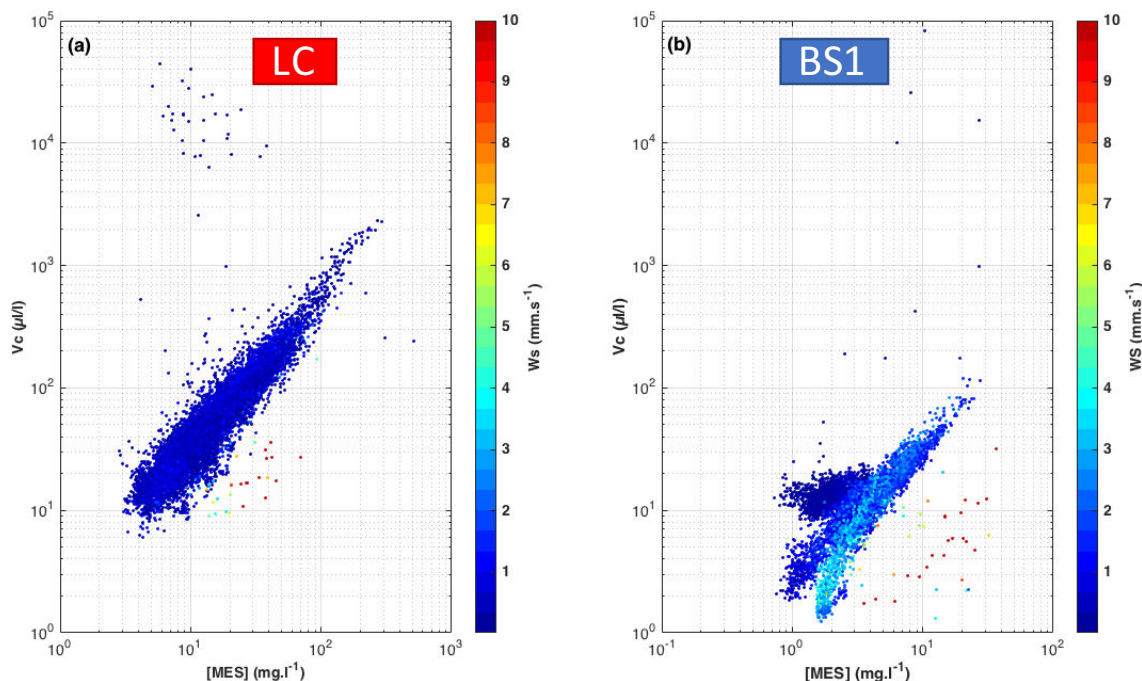 (a)
LC
10^5
10^4
10^3
10^2
10^1
10^0
Vc (µl/l)
10^0 10^1 10^2 10^3
[MES] (mg.l^-1)
10
9
8
7
6
5
4
3
2
1
Ws (mm.s^-1)
(b)
BS1
10^5
10^4
10^3
10^2
10^1
10^0
Vc (µl/l)
10^-1 10^0 10^1 10^2
[MES] (mg.l^-1)
10
9
8
7
6
5
4
3
2
1
WS (mm.s^-1)